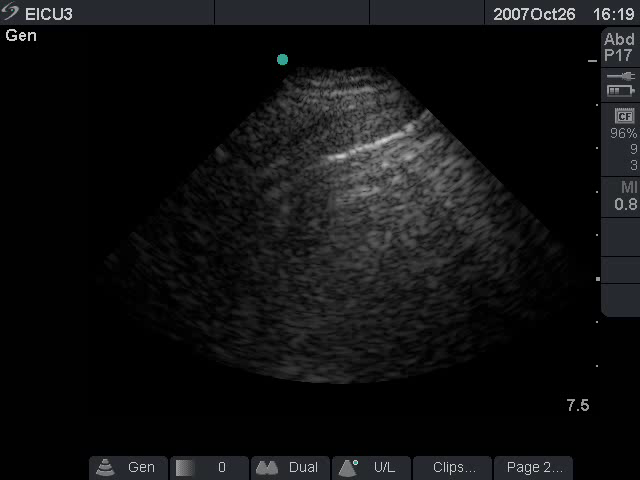 EICU3 2007Oct26 16:19
Gen
Abd
P17
CF
96%
9
3
MI
0.8
7.5
Gen 0 Dual U/L Clips... Page 2...